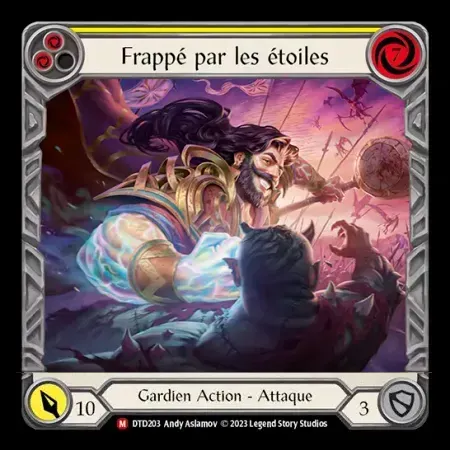 Frappé par les étoiles
7
Gardien Action - Attaque
10
3
M DTD203 Andy Aslamov © 2023 Legend Story Studios